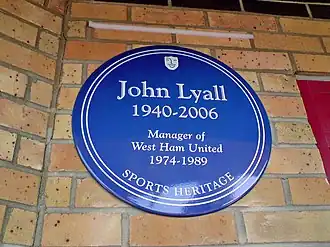 John Lyall
1940-2006
Manager of
West Ham United
1974-1989
SPORTS HERITAGE